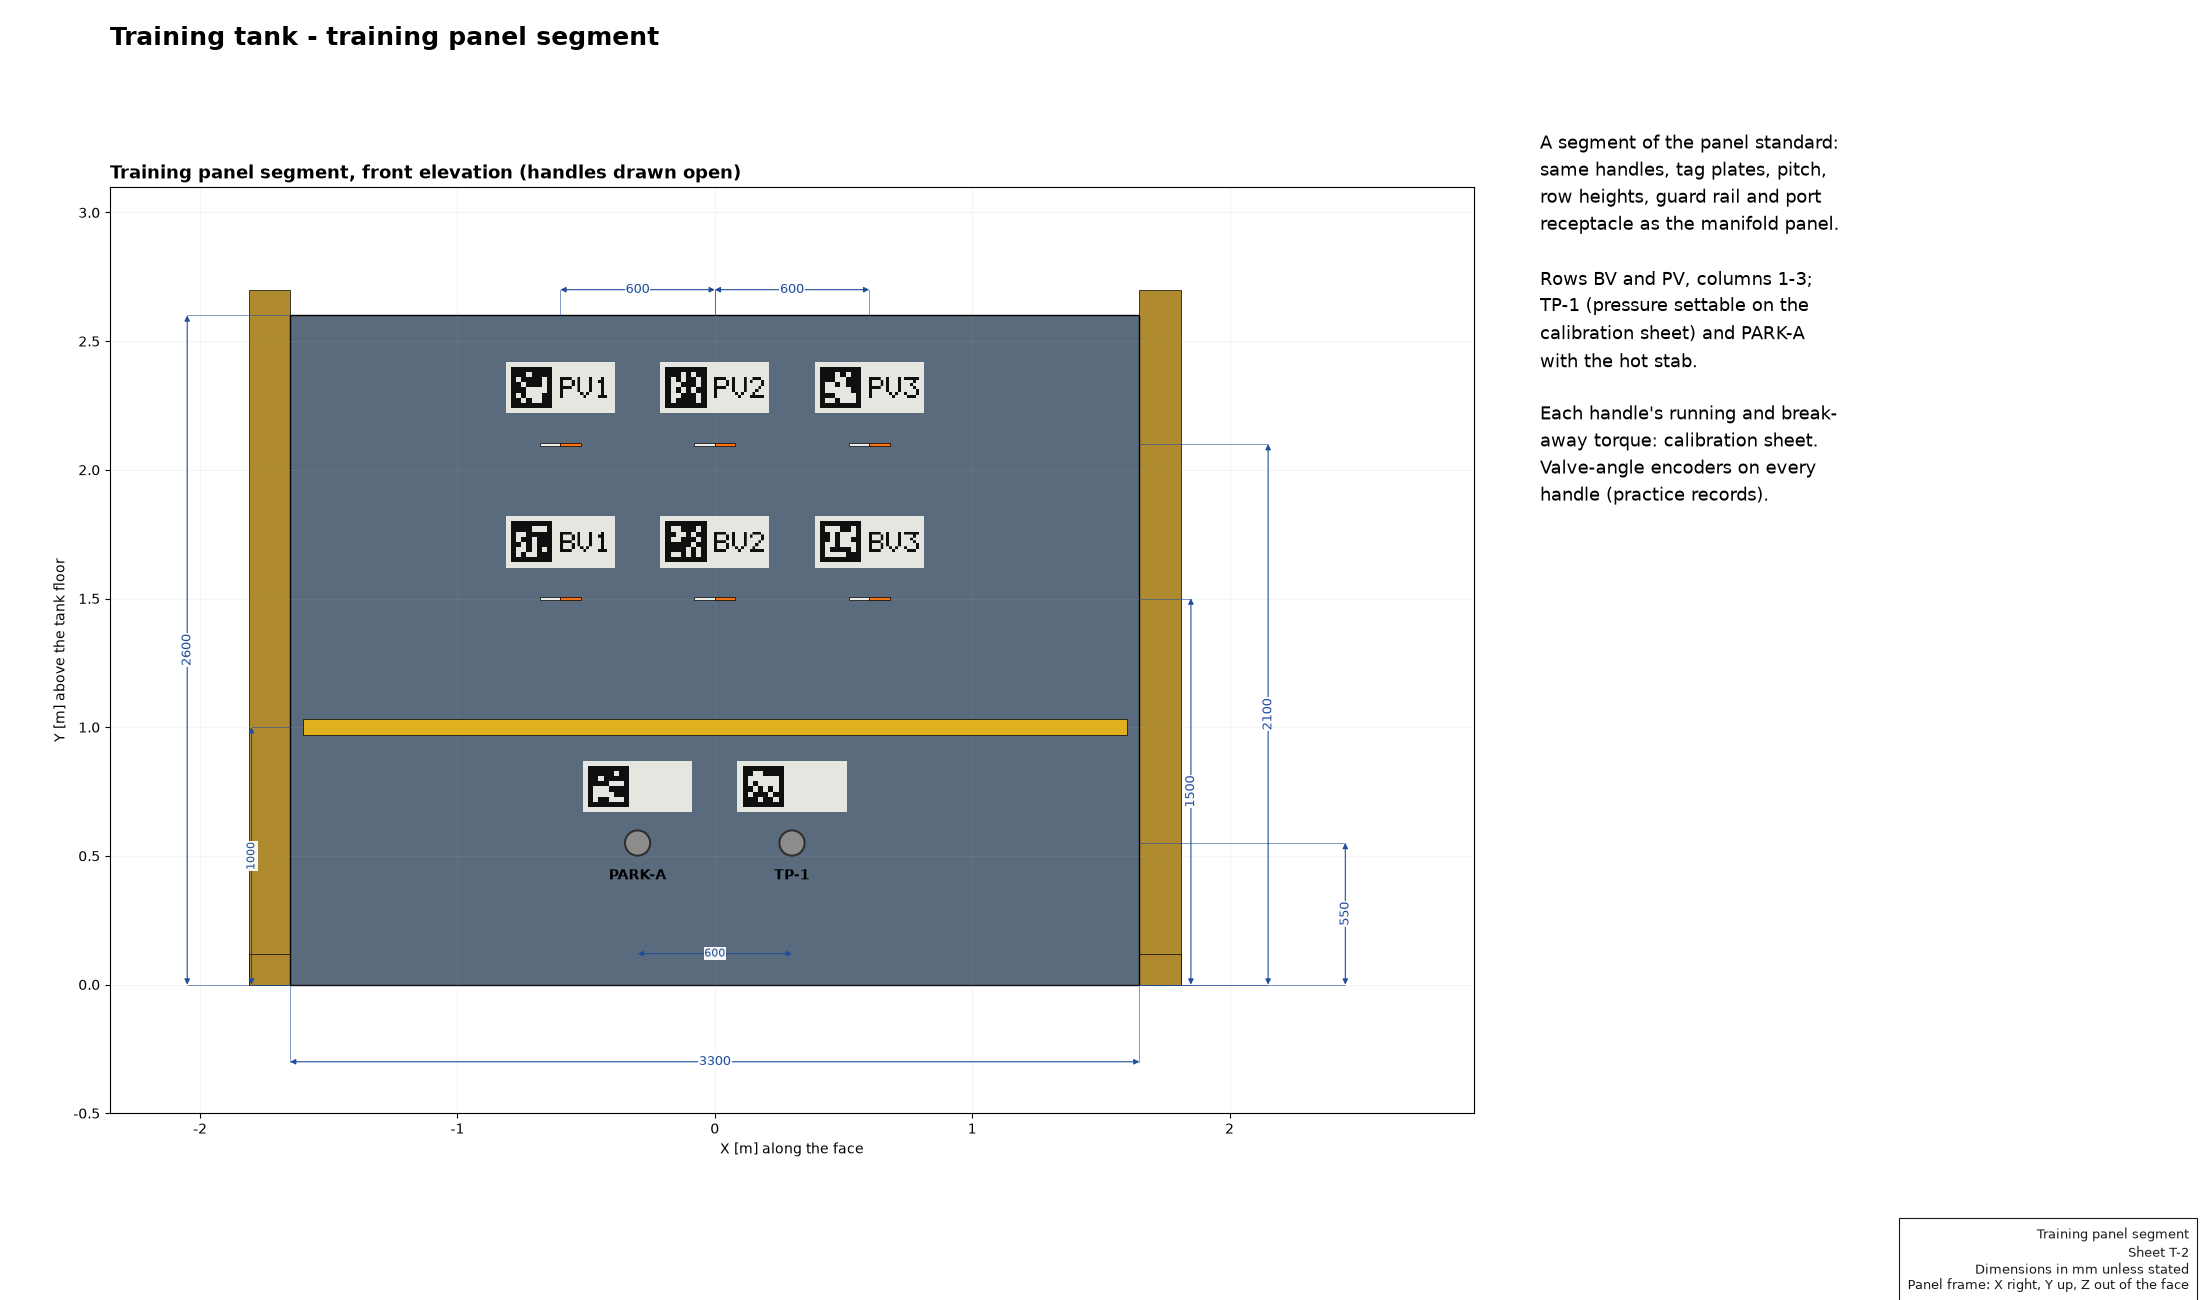 Training tank - training panel segment
Training panel segment, front elevation (handles drawn open)
A segment of the panel standard:
same handles, tag plates, pitch,
row heights, guard rail and port
receptacle as the manifold panel.
Rows BV and PV, columns 1-3;
TP-1 (pressure settable on the
calibration sheet) and PARK-A
with the hot stab.
Each handle's running and break-
away torque: calibration sheet.
Valve-angle encoders on every
handle (practice records).
3.0
2.5
2.0
1.5
1.0
0.5
0.0
-0.5
Y [m] above the tank floor
600
600
PV1
PV2
PV3
BV1
BV2
BV3
2600
2100
1500
1000
550
PARK-A
TP-1
600
3300
-2
-1
0
1
2
X [m] along the face
Training panel segment
Sheet T-2
Dimensions in mm unless stated
Panel frame: X right, Y up, Z out of the face